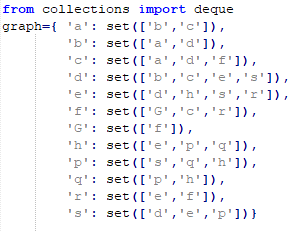 from collections import deque
graph={ 'a': set(['b','c']),
'b': set(['a','d']),
'c': set(['a','d','f']),
'd': set(['b','c','e','s']),
'e': set(['d','h','s','r']),
'f': set(['G','c','r']),
'G': set(['f']),
'h': set(['e','p','q']),
'p': set(['s','q','h']),
'q': set(['p','h']),
'r': set(['e','f']),
's': set(['d','e','p'])}